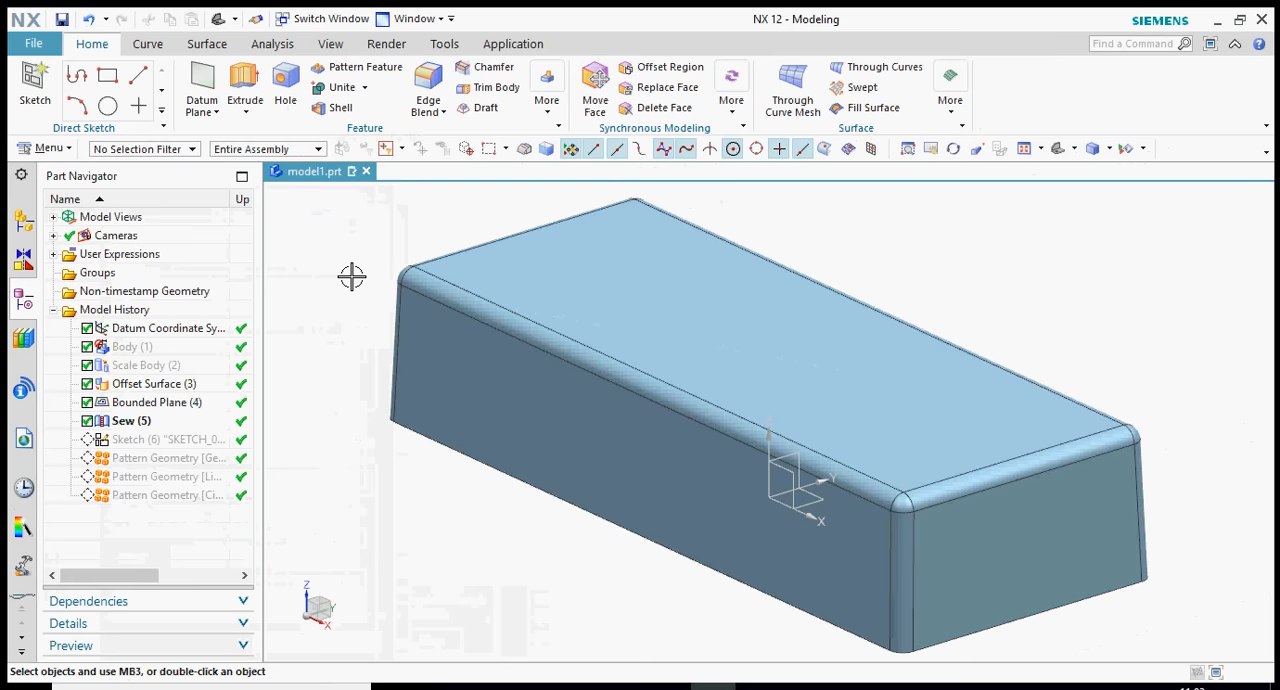 NX
Switch Window
Window
NX 12 - Modeling
SIEMENS
File
Home
Curve
Surface
Analysis
View
Render
Tools
Application
Find a Command
Sketch
Direct Sketch
Datum
Plane
Extrude
Hole
Pattern Feature
Unite
Shell
Edge
Blend
Chamfer
Trim Body
Draft
More
Feature
Move
Face
Offset Region
Replace Face
Delete Face
More
Synchronous Modeling
Through
Curve Mesh
Through Curves
Swept
Fill Surface
More
Surface
Menu
No Selection Filter
Entire Assembly
Part Navigator
model1.prt
Name
Up
Model Views
Cameras
User Expressions
Groups
Non-timestamp Geometry
Model History
Datum Coordinate Sy...
Body (1)
Scale Body (2)
Offset Surface (3)
Bounded Plane (4)
Sew (5)
Sketch (6) "SKETCH_0...
Pattern Geometry [Ge...
Pattern Geometry [Li...
Pattern Geometry [Ci...
Dependencies
Details
Preview
Y
X
Z
Y
X
Select objects and use MB3, or double-click an object